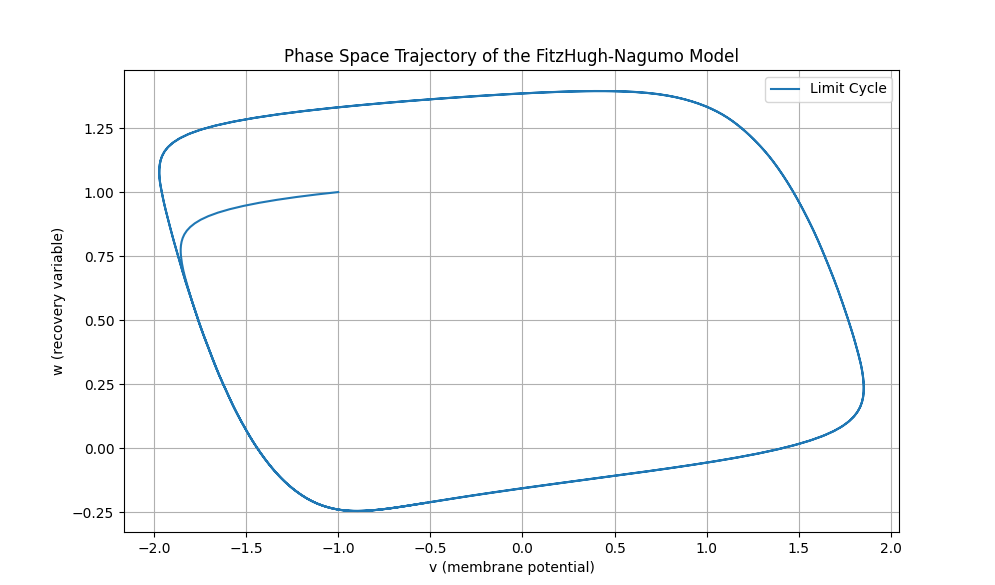 Phase Space Trajectory of the FitzHugh-Nagumo Model
Limit Cycle
w (recovery variable)
1.25
1.00
0.75
0.50
0.25
0.00
−0.25
−2.0 −1.5 −1.0 −0.5 0.0 0.5 1.0 1.5 2.0
v (membrane potential)